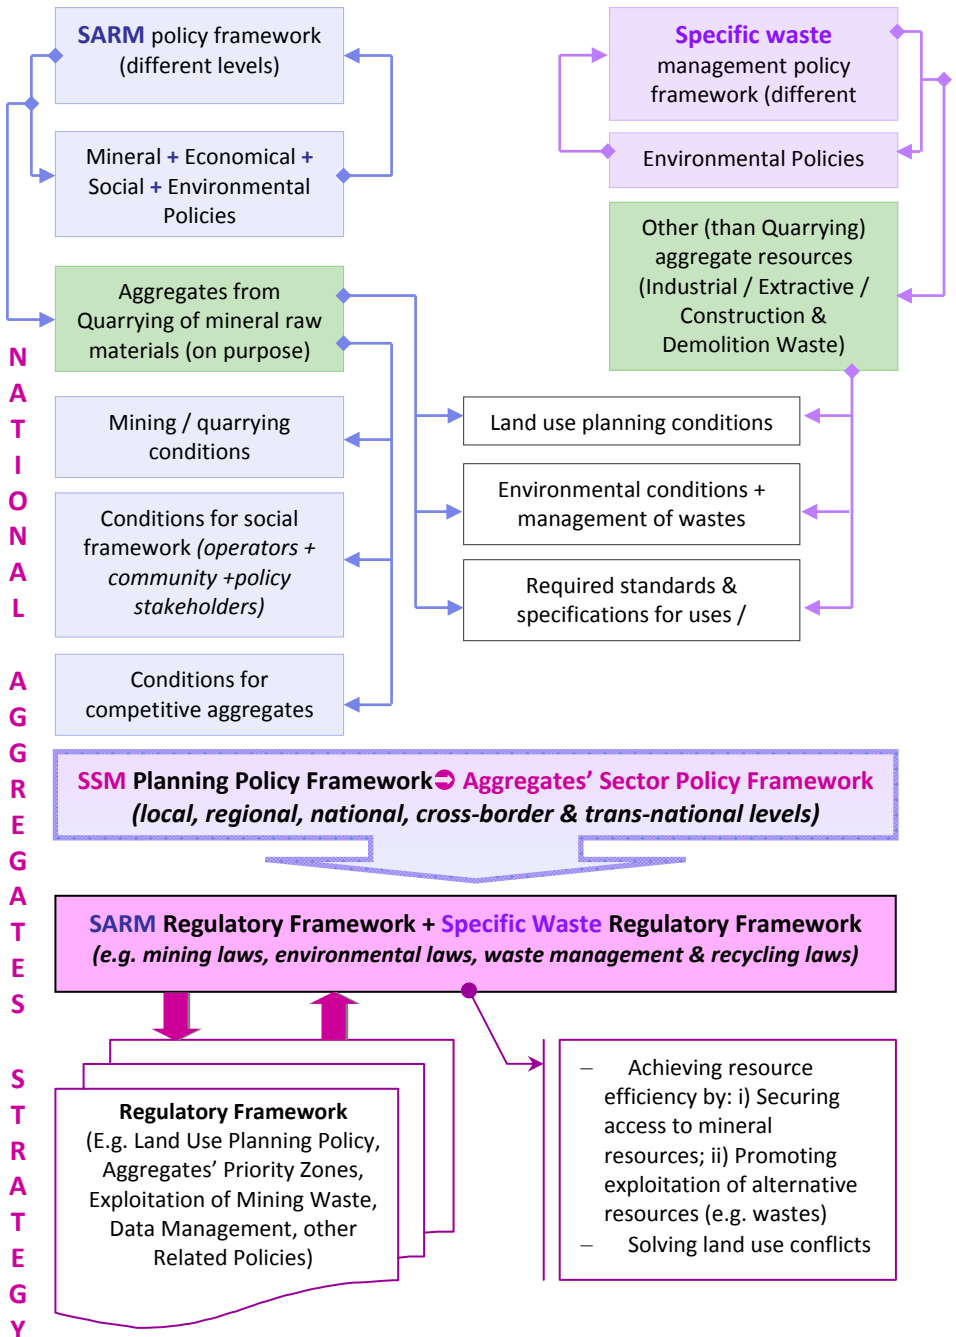 SARM policy framework
(different levels)
Mineral + Economical +
Social + Environmental
Policies
Specific waste
management policy
framework (different
Environmental Policies
Aggregates from
Quarrying of mineral raw
materials (on purpose)
Other (than Quarrying)
aggregate resources
(Industrial / Extractive /
Construction &
Demolition Waste)
Mining / quarrying
conditions
Conditions for social
framework (operators +
community +policy
stakeholders)
Conditions for
competitive aggregates
Land use planning conditions
Environmental conditions +
management of wastes
Required standards &
specifications for uses /
SSM Planning Policy Framework➲ Aggregates’ Sector Policy Framework
(local, regional, national, cross-border & trans-national levels)
SARM Regulatory Framework + Specific Waste Regulatory Framework
(e.g. mining laws, environmental laws, waste management & recycling laws)
Regulatory Framework
(E.g. Land Use Planning Policy,
Aggregates’ Priority Zones,
Exploitation of Mining Waste,
Data Management, other
Related Policies)
– Achieving resource
efficiency by: i) Securing
access to mineral
resources; ii) Promoting
exploitation of alternative
resources (e.g. wastes)
– Solving land use conflicts
NATIONAL AGGREGATES STRATEGY